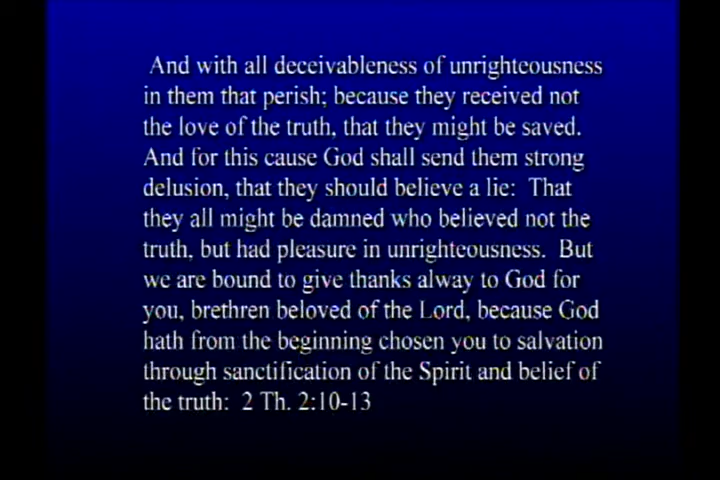 And with all deceivableness of unrighteousness
in them that perish; because they received not
the love of the truth, that they might be saved.
And for this cause God shall send them strong
delusion, that they should believe a lie:  That
they all might be damned who believed not the
truth, but had pleasure in unrighteousness.  But
we are bound to give thanks alway to God for
you, brethren beloved of the Lord, because God
hath from the beginning chosen you to salvation
through sanctification of the Spirit and belief of
the truth:  2 Th. 2:10-13